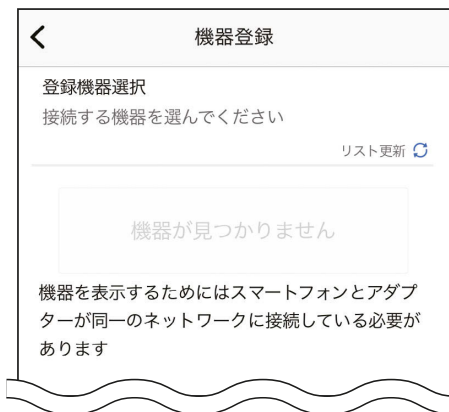 機器登録
登録機器選択
接続する機器を選んでください
リスト更新
機器が見つかりません
機器を表示するためにはスマートフォンとアダプ
ターが同一のネットワークに接続している必要が
あります